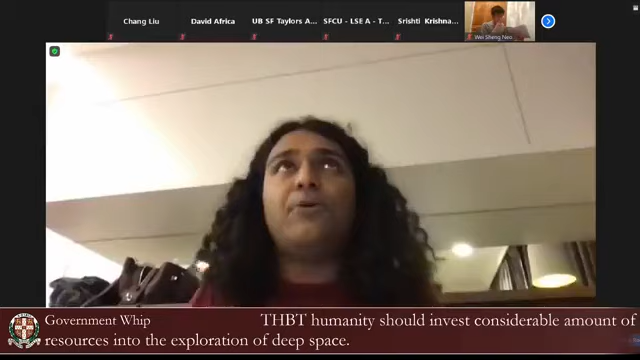 Chang Liu David Africa UB SF Taylors A... SFCU - LSE A - T... Srishti Krishna...
Wei Sheng Neo
Government Whip THBT humanity should invest considerable amount of
resources into the exploration of deep space.